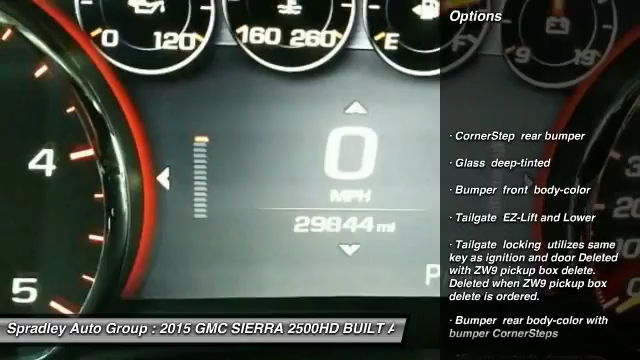 Options
0 120
160 260
E
F
9 19
· CornerStep rear bumper
· Glass deep-tinted
· Bumper front body-color
· Tailgate EZ-Lift and Lower
· Tailgate locking utilizes same
key as ignition and door Deleted
with ZW9 pickup box delete.
Deleted when ZW9 pickup box
delete is ordered.
· Bumper rear body-color with
bumper CornerSteps
4
5
0
MPH
29844 mi
P
Spradley Auto Group : 2015 GMC SIERRA 2500HD BUILT A